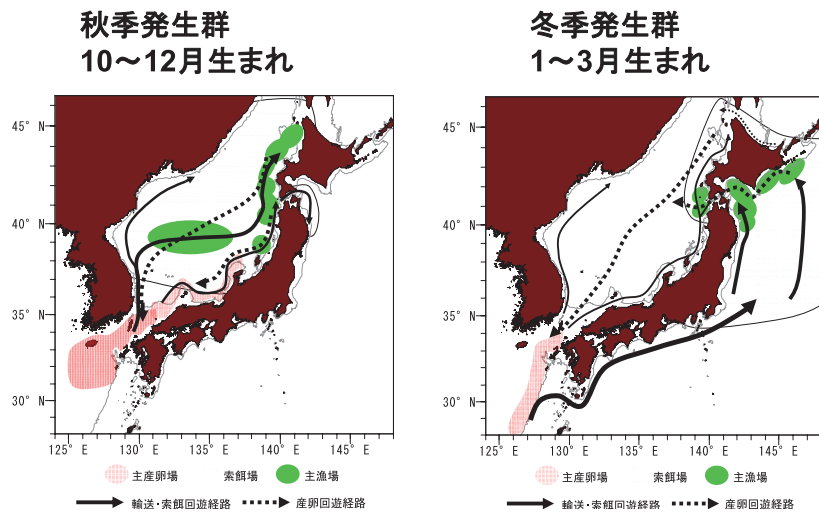 秋季発生群
10～12月生まれ
冬季発生群
1～3月生まれ
45° N
40° N
35° N
30° N
125° E
130° E
135° E
140° E
145° E
45° N
40° N
35° N
30° N
125° E
130° E
135° E
140° E
145° E
主産卵場 索餌場 主漁場
輸送・索餌回遊経路 産卵回遊経路
主産卵場 索餌場 主漁場
輸送・索餌回遊経路 産卵回遊経路